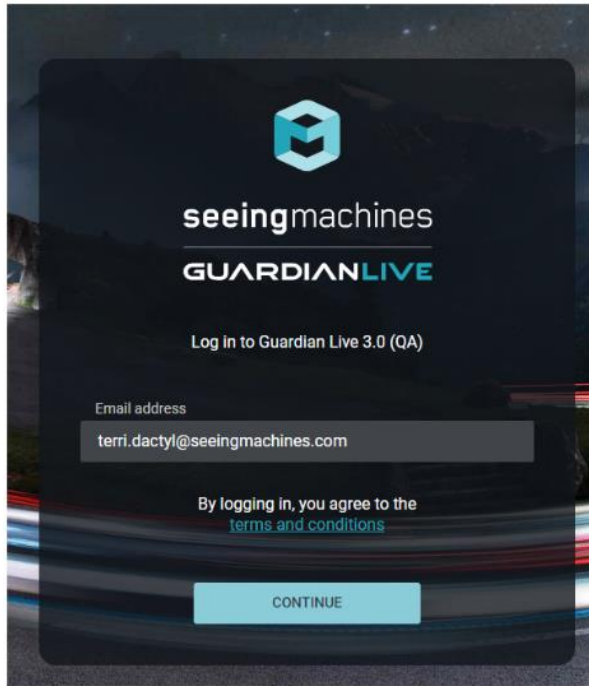 seeingmachines
GUARDIANLIVE
Log in to Guardian Live 3.0 (QA)
Email address
terri.dactyl@seeingmachines.com
By logging in, you agree to the
terms and conditions
CONTINUE